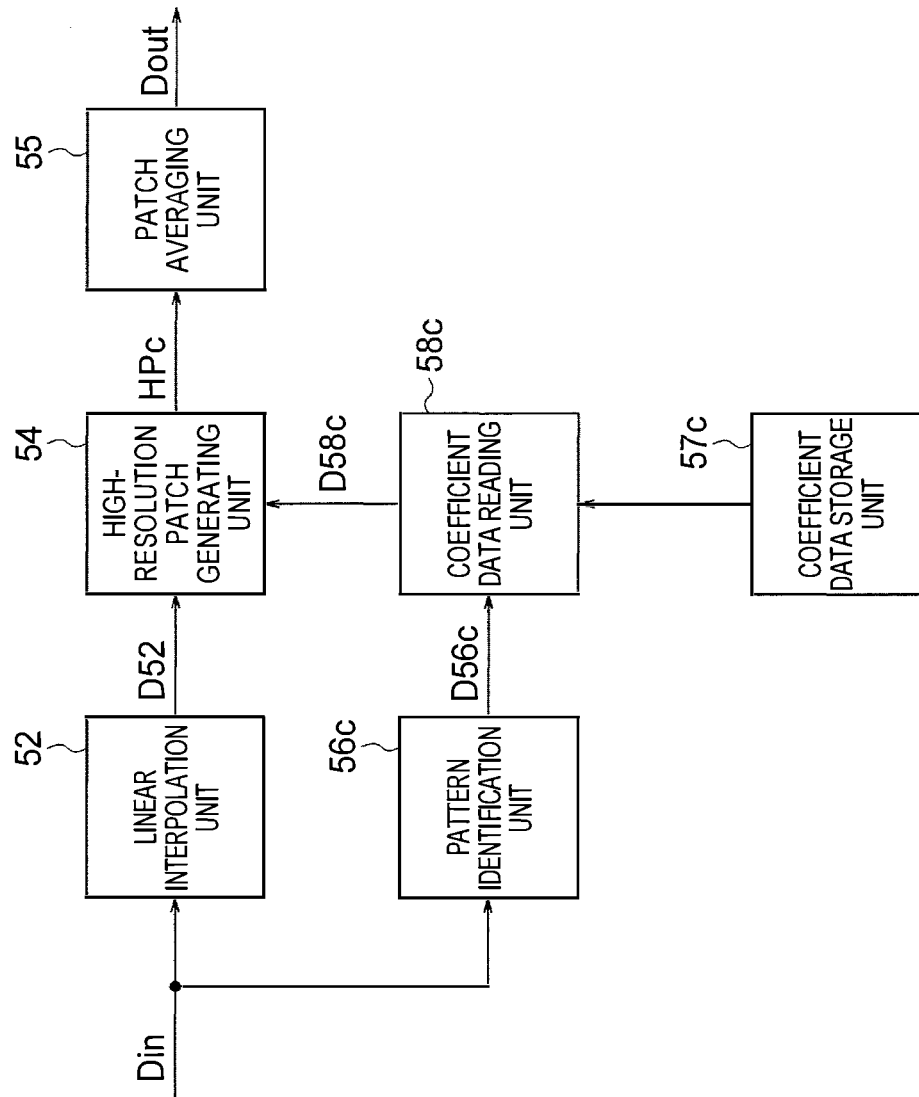 Din
52
LINEAR
INTERPOLATION
UNIT
D52
54
HIGH-
RESOLUTION
PATCH
GENERATING
UNIT
HPc
55
PATCH
AVERAGING
UNIT
Dout
56c
PATTERN
IDENTIFICATION
UNIT
D56c
58c
COEFFICIENT
DATA READING
UNIT
D58c
57c
COEFFICIENT
DATA STORAGE
UNIT